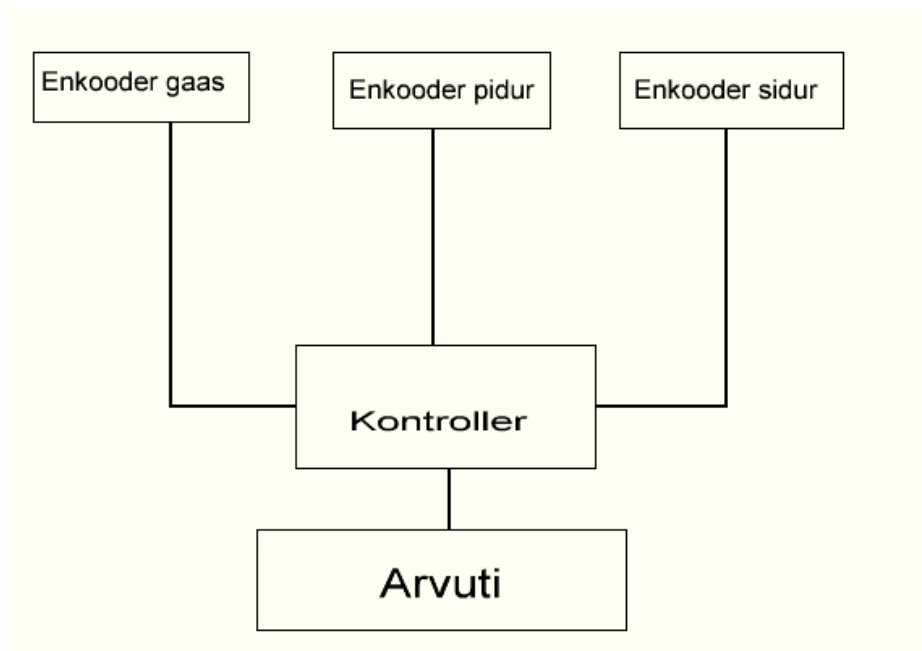 Enkooder gaas
Enkooder pidur
Enkooder sidur
Kontroller
Arvuti